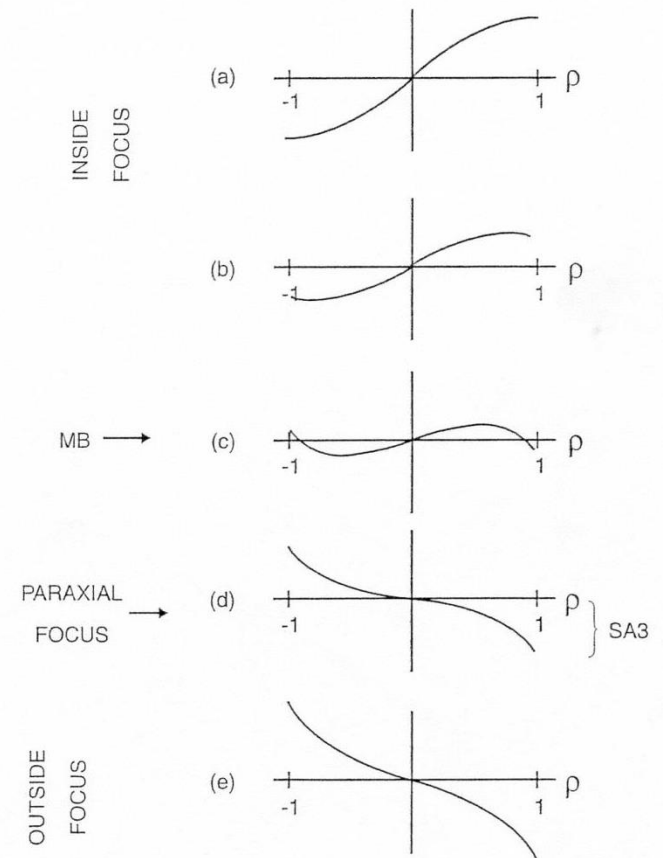 INSIDE
FOCUS
(a)
-1
1
ρ
(b)
-1
1
ρ
MB
(c)
-1
1
ρ
PARAXIAL
FOCUS
(d)
-1
1
ρ
SA3
OUTSIDE
FOCUS
(e)
-1
1
ρ